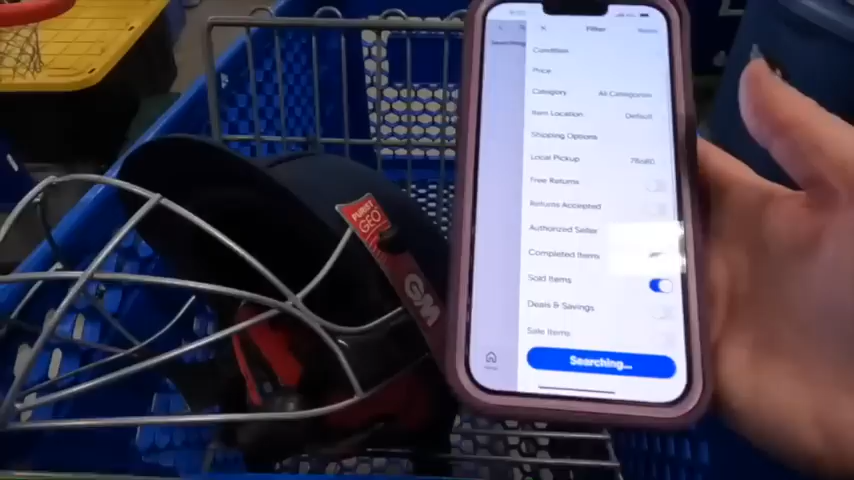 Searching
Filter
Condition
Price
Category
All Categories
Item Location
Default
Shipping Options
Local Pickup
Free Returns
Returns Accepted
Authorized Seller
Completed Items
Sold Items
Deals & Savings
Sale Items
Searching...
PURIST
GEO
GM